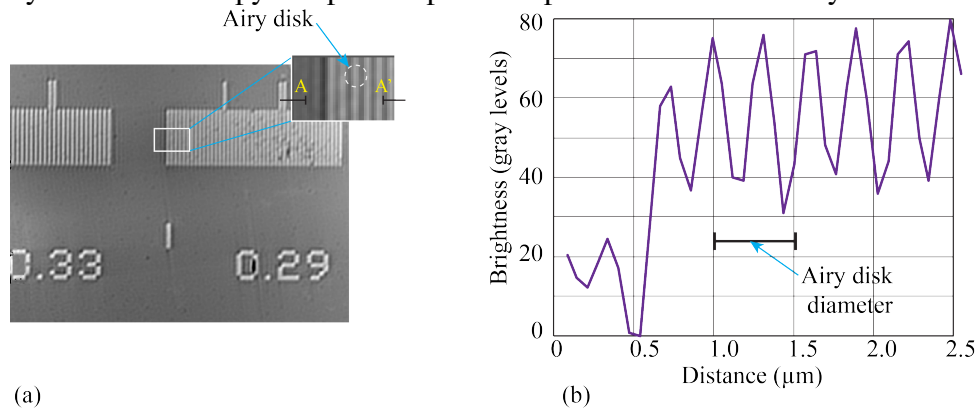 Airy disk
A
A'
0.33
0.29
(a)
80
60
40
20
0
Brightness (gray levels)
0
0.5
1.0
1.5
2.0
2.5
Distance (µm)
Airy disk
diameter
(b)